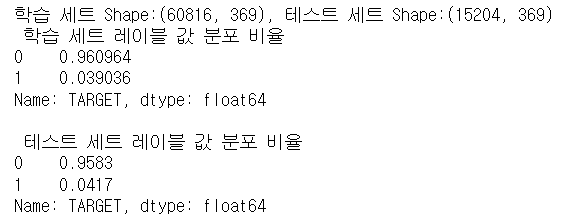 학습 세트 Shape:(60816, 369), 테스트 세트 Shape:(15204, 369)
학습 세트 레이블 값 분포 비율
0    0.960964
1    0.039036
Name: TARGET, dtype: float64

테스트 세트 레이블 값 분포 비율
0    0.9583
1    0.0417
Name: TARGET, dtype: float64